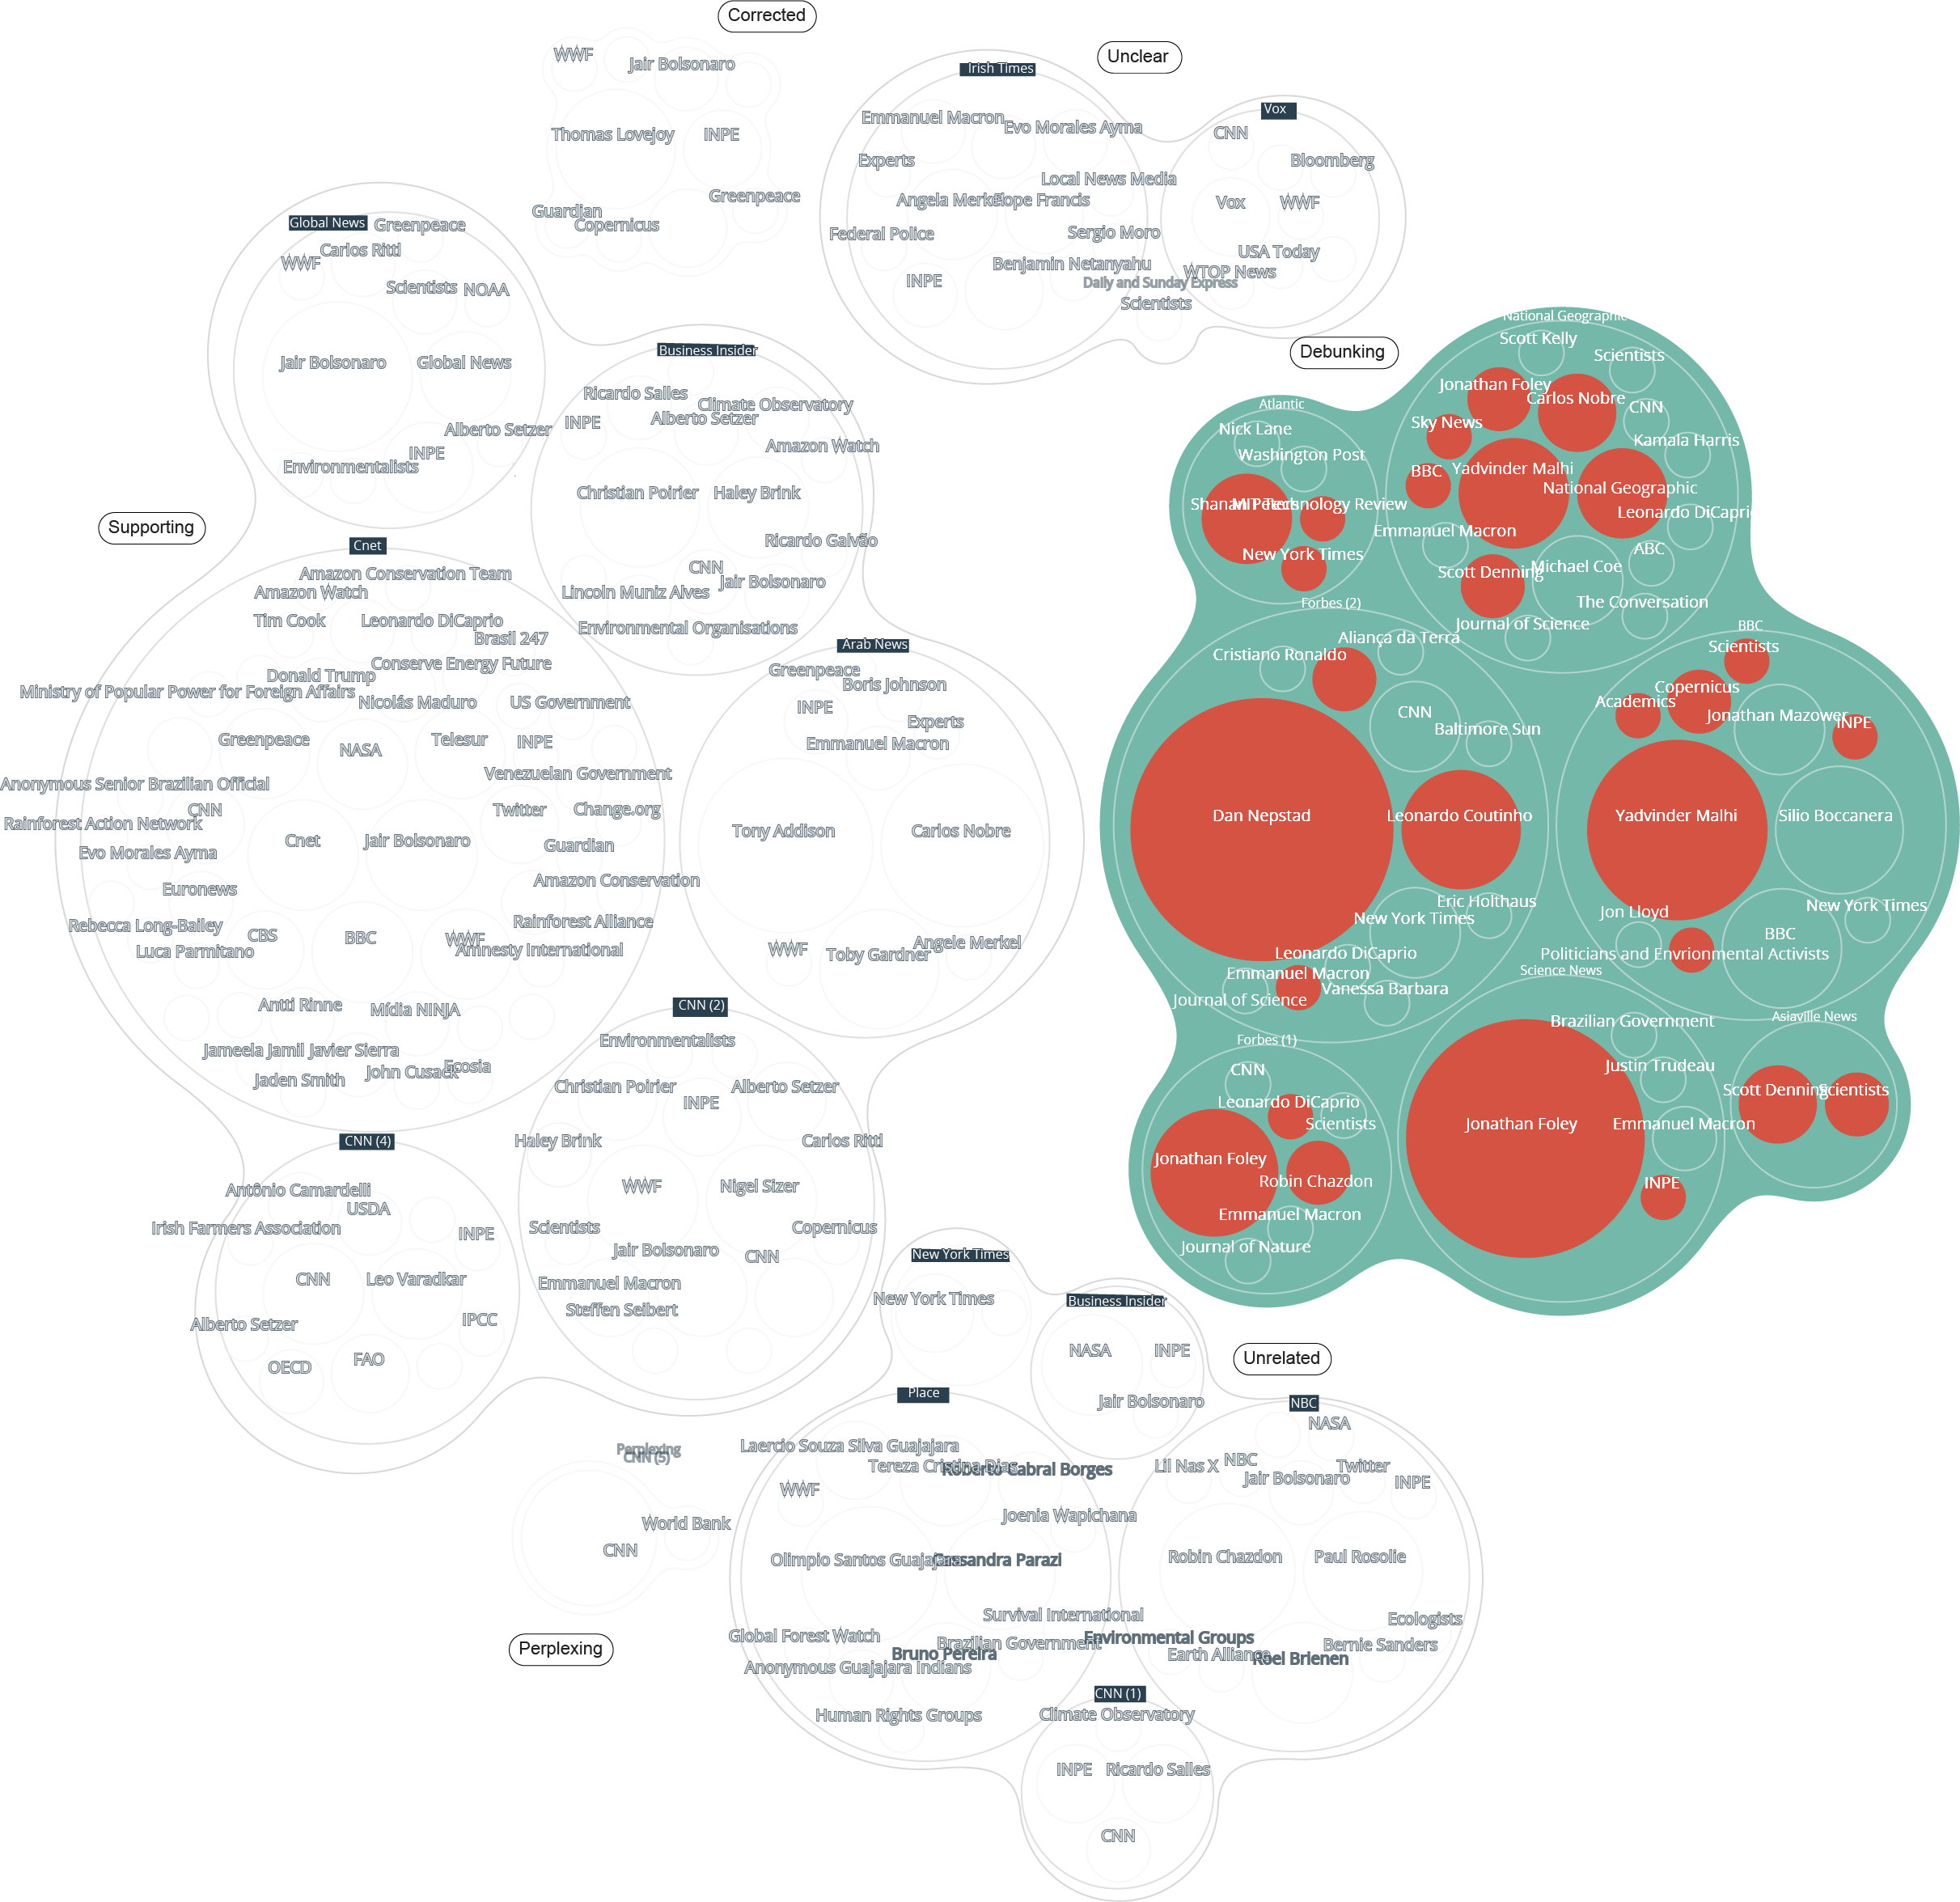 Corrected
WWF
Jair Bolsonaro
Thomas Lovejoy
INPE
Greenpeace
Guardian
Copernicus
Unclear
Irish Times
Emmanuel Macron
Evo Morales Ayma
Experts
Local News Media
Angela Merkel
Pope Francis
Federal Police
Sergio Moro
Benjamin Netanyahu
INPE
Daily and Sunday Express
Scientists
Vox
CNN
Bloomberg
Vox
WWF
USA Today
WTOP News
Supporting
Global News
Greenpeace
Carlos Ritti
WWF
Scientists
NOAA
Jair Bolsonaro
Global News
Alberto Setzer
INPE
Environmentalists
Business Insider
Ricardo Salles
Climate Observatory
INPE
Alberto Setzer
Amazon Watch
Christian Poirier
Haley Brink
Ricardo Galvão
CNN
Jair Bolsonaro
Lincoln Muniz Alves
Environmental Organisations
Cnet
Amazon Conservation Team
Amazon Watch
Tim Cook
Leonardo DiCaprio
Brasil 247
Conserve Energy Future
Donald Trump
Ministry of Popular Power for Foreign Affairs
Nicolás Maduro
US Government
Greenpeace
NASA
Telesur
INPE
Venezuelan Government
Anonymous Senior Brazilian Official
CNN
Twitter
Change.org
Rainforest Action Network
Cnet
Jair Bolsonaro
Guardian
Evo Morales Ayma
Euronews
Amazon Conservation
Rebecca Long-Bailey
CBS
BBC
WWF
Rainforest Alliance
Luca Parmitano
Amnesty International
Antti Rinne
Mídia NINJA
Jameela Jamil
Javier Sierra
Jaden Smith
John Cusack
Ecosia
Arab News
Greenpeace
Boris Johnson
INPE
Experts
Emmanuel Macron
Tony Addison
Carlos Nobre
WWF
Toby Gardner
Angele Merkel
CNN (2)
Environmentalists
Christian Poirier
Alberto Setzer
INPE
Haley Brink
Carlos Ritti
WWF
Nigel Sizer
Scientists
Copernicus
Jair Bolsonaro
CNN
Emmanuel Macron
Steffen Seibert
CNN (4)
Antônio Camardelli
USDA
Irish Farmers Association
INPE
CNN
Leo Varadkar
Alberto Setzer
IPCC
OECD
FAO
Debunking
National Geographic
Scott Kelly
Scientists
Jonathan Foley
Carlos Nobre
Sky News
CNN
Kamala Harris
BBC
Yadvinder Malhi
National Geographic
Leonardo DiCaprio
Emmanuel Macron
ABC
Scott Denning
Michael Coe
The Conversation
Journal of Science
Atlantic
Nick Lane
Washington Post
Shanan Peters
MIT Technology Review
New York Times
Forbes (2)
Aliança da Terra
Cristiano Ronaldo
CNN
Baltimore Sun
Dan Nepstad
Leonardo Coutinho
Eric Holthaus
New York Times
Leonardo DiCaprio
Emmanuel Macron
Vanessa Barbara
Journal of Science
BBC
Scientists
Copernicus
Academics
Jonathan Mazower
INPE
Yadvinder Malhi
Silio Boccanera
Jon Lloyd
New York Times
BBC
Politicians and Envrionmental Activists
Science News
Brazilian Government
Justin Trudeau
Jonathan Foley
Emmanuel Macron
INPE
Asiaville News
Scott Denning
Scientists
Forbes (1)
CNN
Leonardo DiCaprio
Scientists
Jonathan Foley
Robin Chazdon
Emmanuel Macron
Journal of Nature
Unrelated
New York Times
New York Times
Business Insider
NASA
INPE
Jair Bolsonaro
Place
Laercio Souza Silva Guajajara
Tereza Cristina Dias
Roberto Cabral Borges
WWF
Joenia Wapichana
Olimpio Santos Guajajara
Cassandra Parazi
Survival International
Global Forest Watch
Brazilian Government
Bruno Pereira
Anonymous Guajajara Indians
Human Rights Groups
NBC
NASA
Lil Nas X
NBC
Twitter
Jair Bolsonaro
INPE
Robin Chazdon
Paul Rosolie
Ecologists
Environmental Groups
Bernie Sanders
Earth Alliance
Roel Brienen
CNN (1)
Climate Observatory
INPE
Ricardo Salles
CNN
Perplexing
CNN (5)
World Bank
CNN
Perplexing